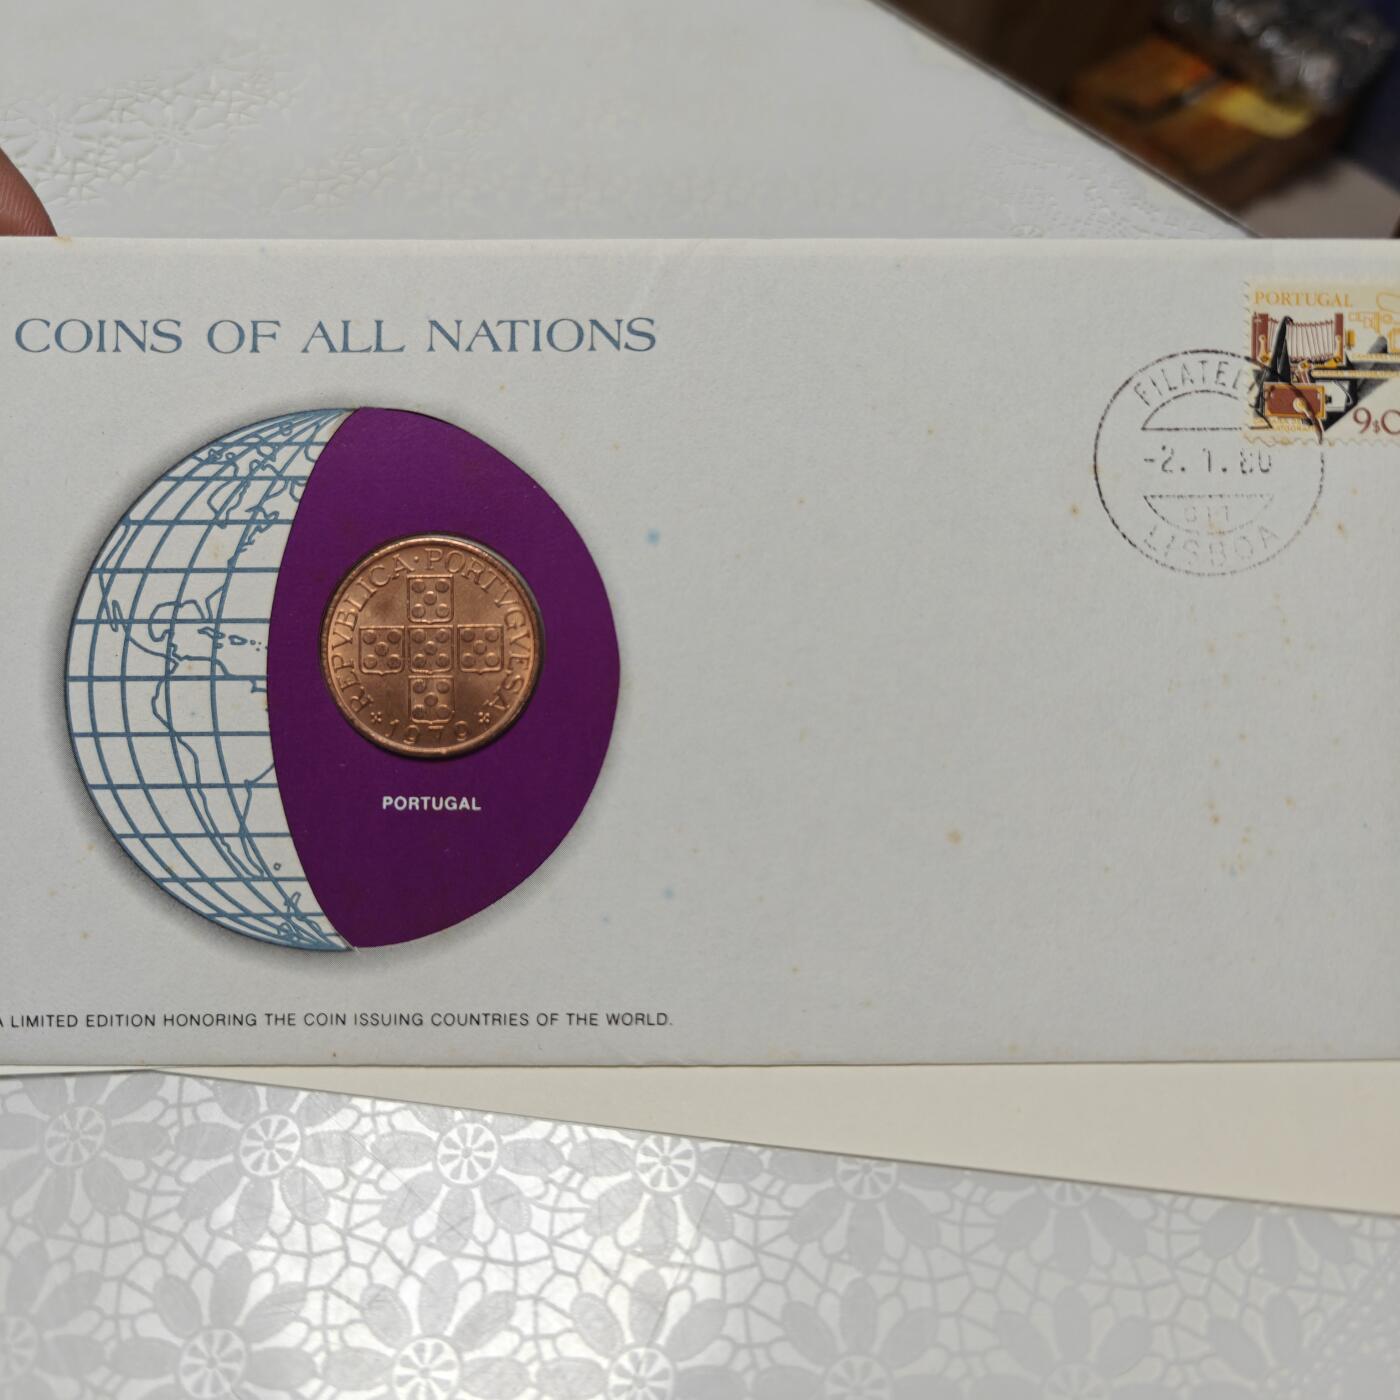 COINS OF ALL NATIONS
PORTUGAL
9$0
FILATELI
-2. 1. 80
LISBOA
REPVBLICA · PORTVGVESA
1979
PORTUGAL
A LIMITED EDITION HONORING THE COIN ISSUING COUNTRIES OF THE WORLD.